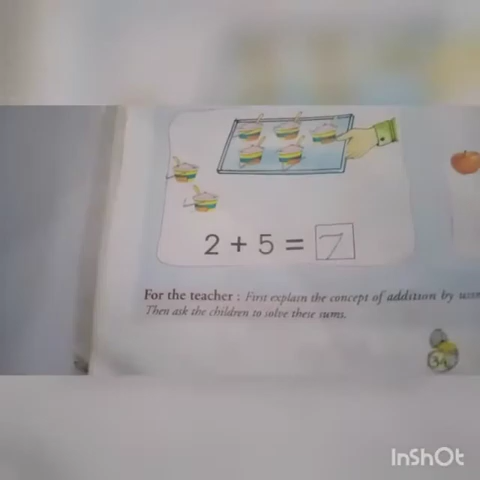 2 + 5 = 7
For the teacher : First explain the concept of addition by
Then ask the children to solve these sums.
34
InShOt